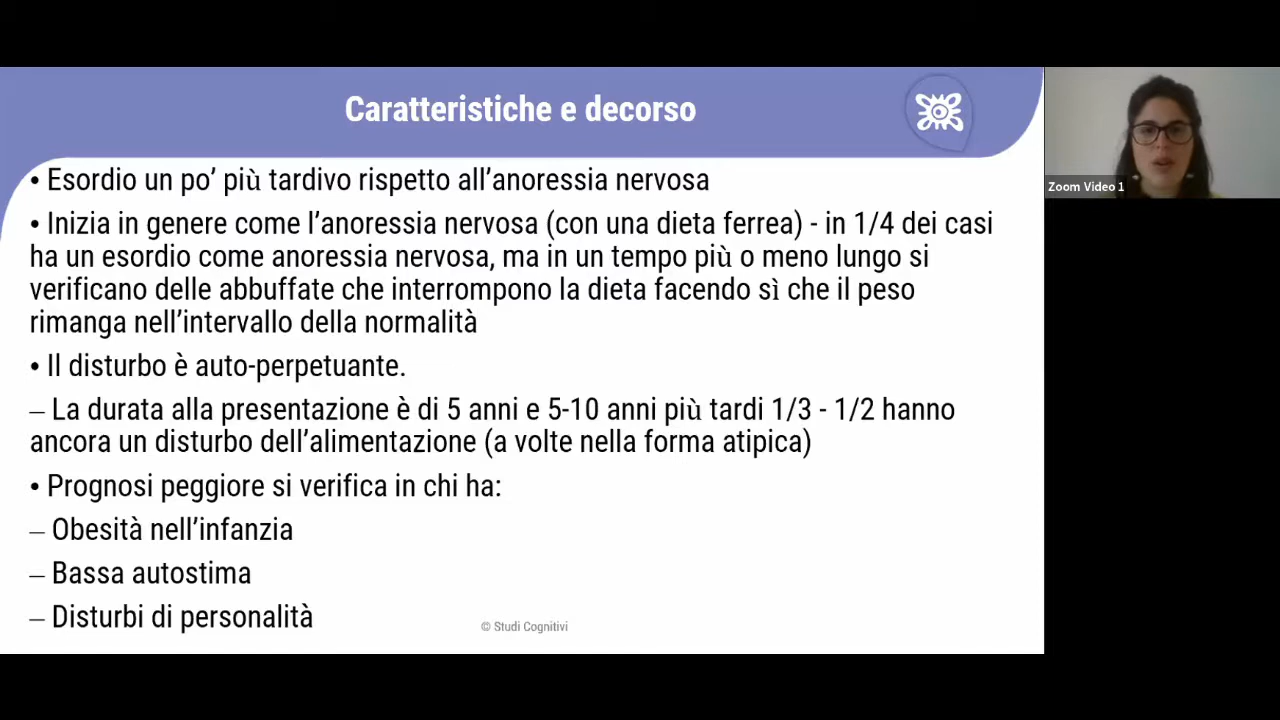 Caratteristiche e decorso
• Esordio un po’ più tardivo rispetto all’anoressia nervosa
• Inizia in genere come l’anoressia nervosa (con una dieta ferrea) - in 1/4 dei casi
ha un esordio come anoressia nervosa, ma in un tempo più o meno lungo si
verificano delle abbuffate che interrompono la dieta facendo sì che il peso
rimanga nell’intervallo della normalità
• Il disturbo è auto-perpetuante.
– La durata alla presentazione è di 5 anni e 5-10 anni più tardi 1/3 - 1/2 hanno
ancora un disturbo dell’alimentazione (a volte nella forma atipica)
• Prognosi peggiore si verifica in chi ha:
– Obesità nell’infanzia
– Bassa autostima
– Disturbi di personalità
© Studi Cognitivi
Zoom Video 1